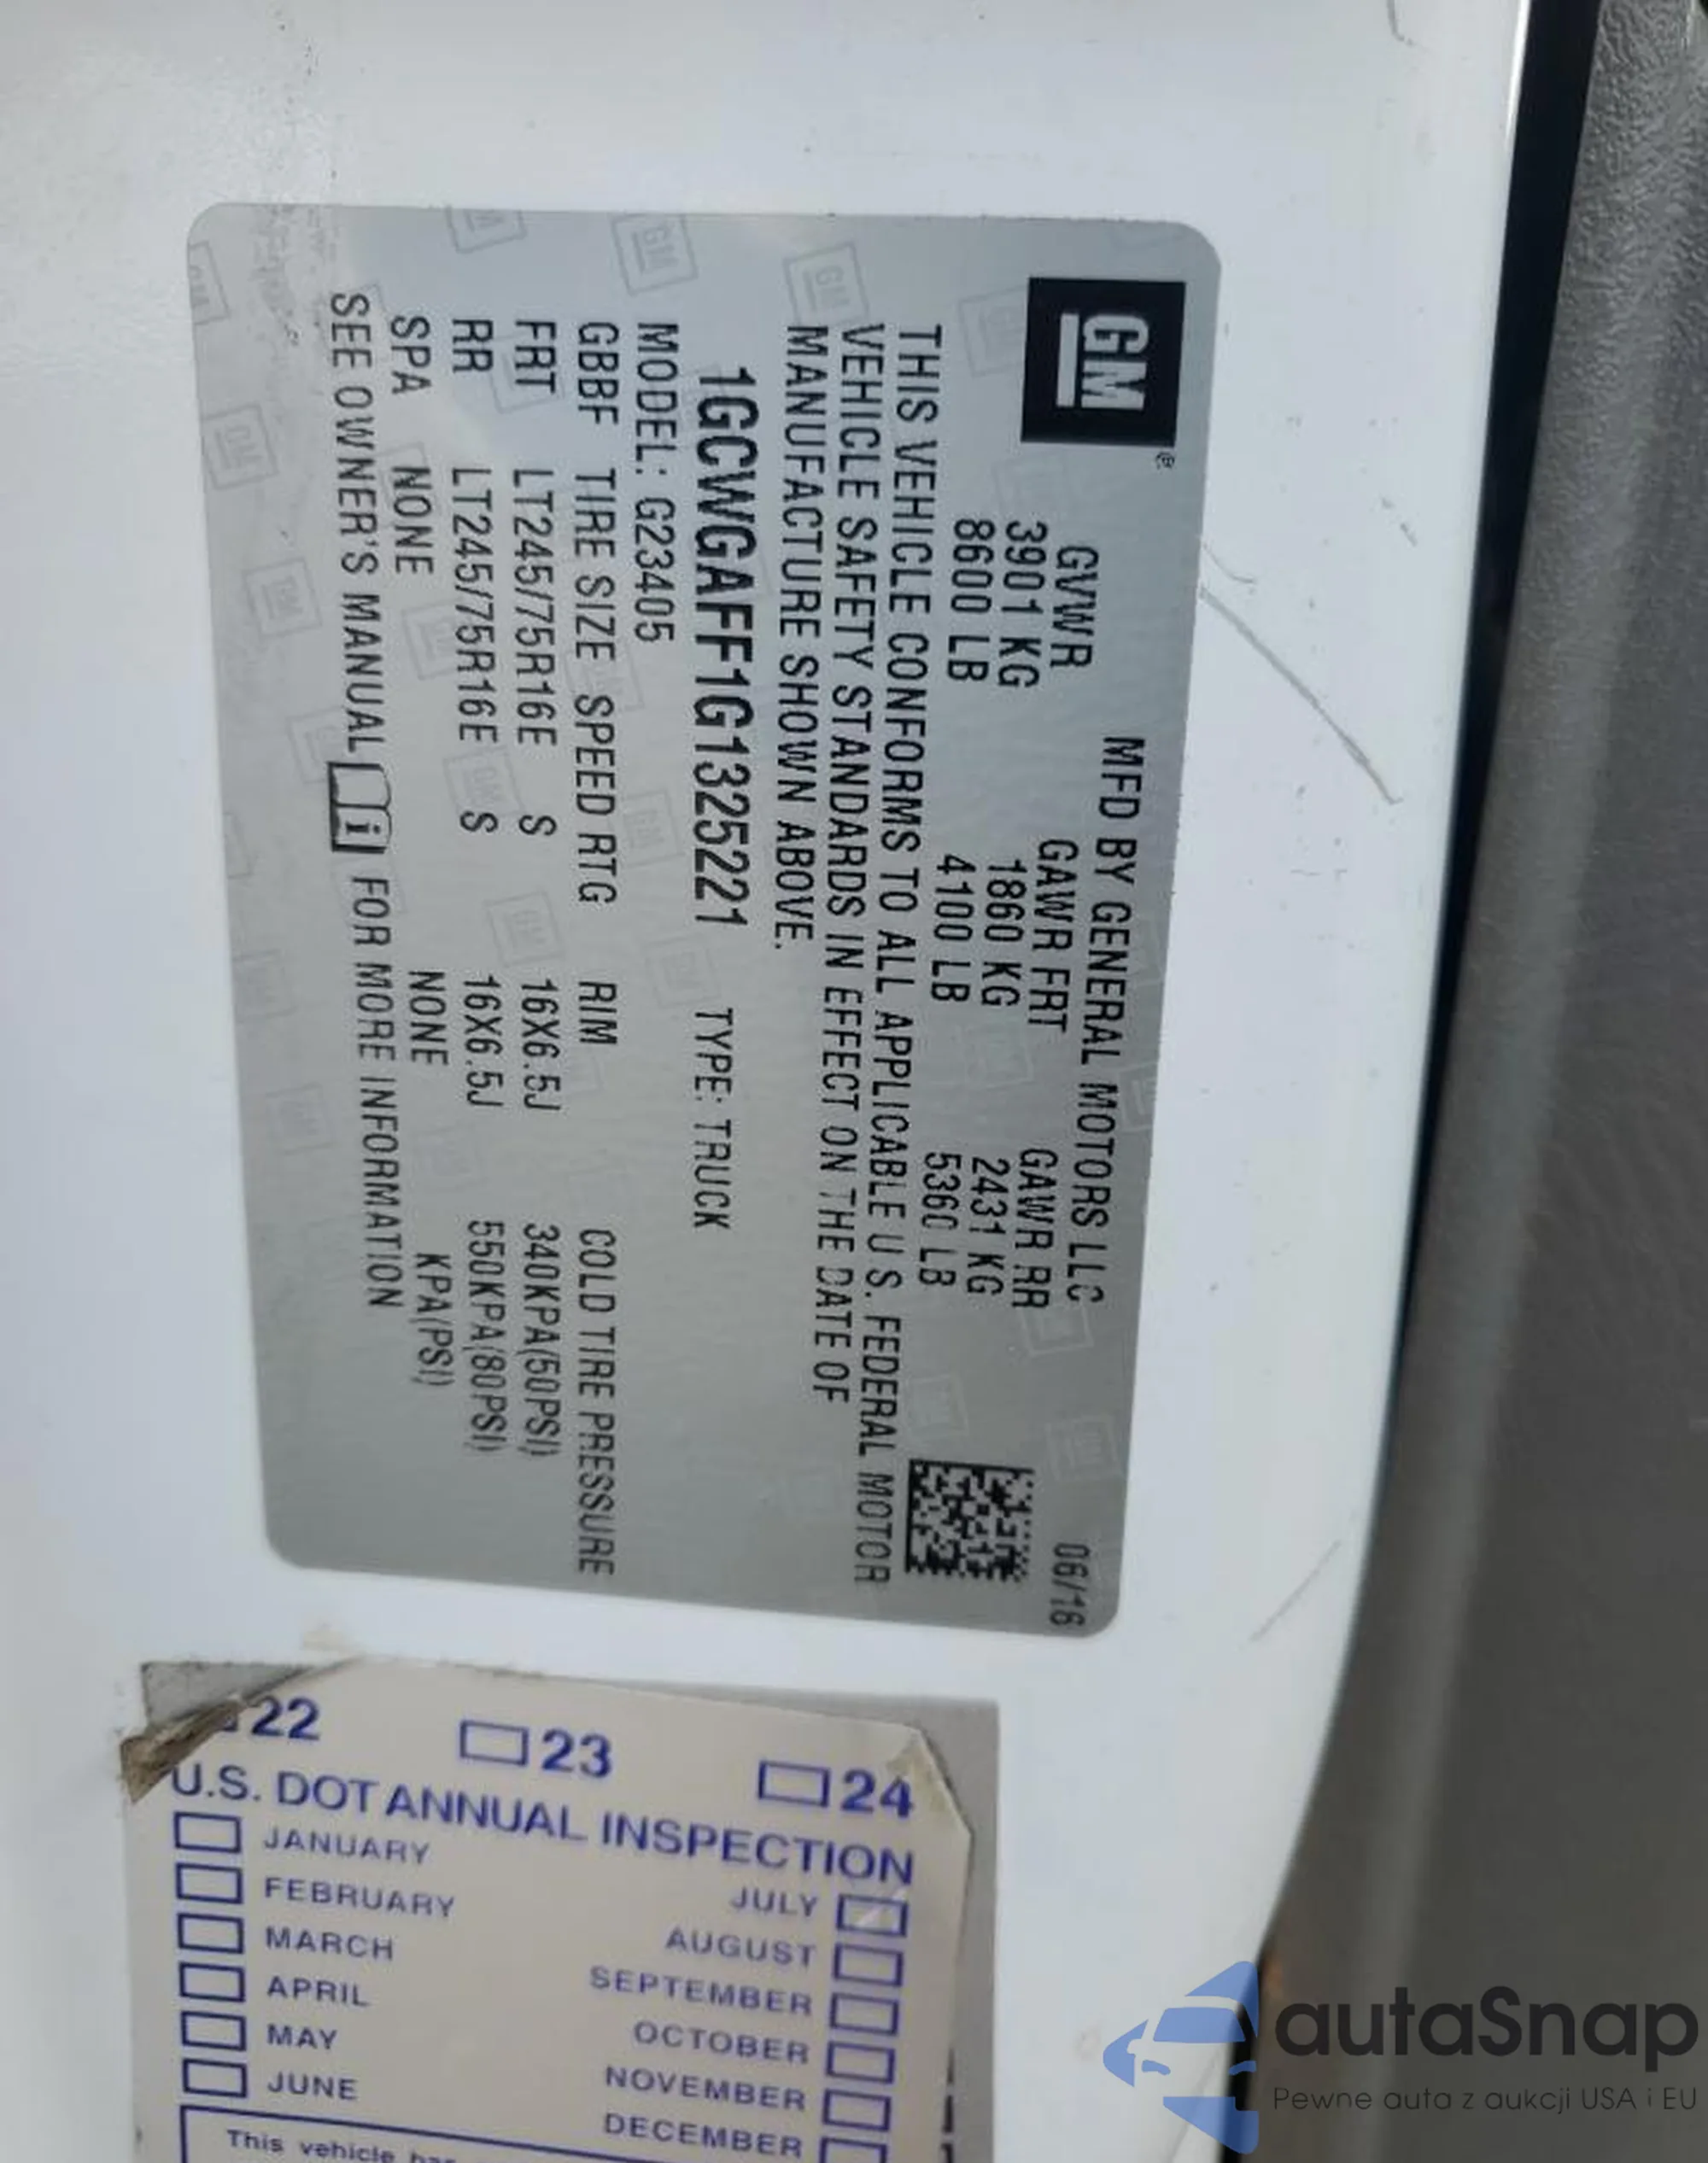 GM
MFD BY GENERAL MOTORS LLC 06/16
GVWR GAWR FRT GAWR RR
3901 KG 1860 KG 2431 KG
8600 LB 4100 LB 5360 LB
THIS VEHICLE CONFORMS TO ALL APPLICABLE U.S. FEDERAL MOTOR
VEHICLE SAFETY STANDARDS IN EFFECT ON THE DATE OF
MANUFACTURE SHOWN ABOVE.
1GCWGAFF1G1325221 TYPE: TRUCK
MODEL: G23405
GBBF TIRE SIZE SPEED RTG RIM COLD TIRE PRESSURE
FRT LT245/75R16E S 16X6.5J 340KPA(50PSI)
RR LT245/75R16E S 16X6.5J 550KPA(80PSI)
SPA NONE NONE KPA(PSI)
SEE OWNER'S MANUAL i FOR MORE INFORMATION
22 23 24
U.S. DOT ANNUAL INSPECTION
JANUARY JULY
FEBRUARY AUGUST
MARCH SEPTEMBER
APRIL OCTOBER
MAY NOVEMBER
JUNE DECEMBER
This vehicle
autaSnap
Pewne auta z aukcji USA i EU